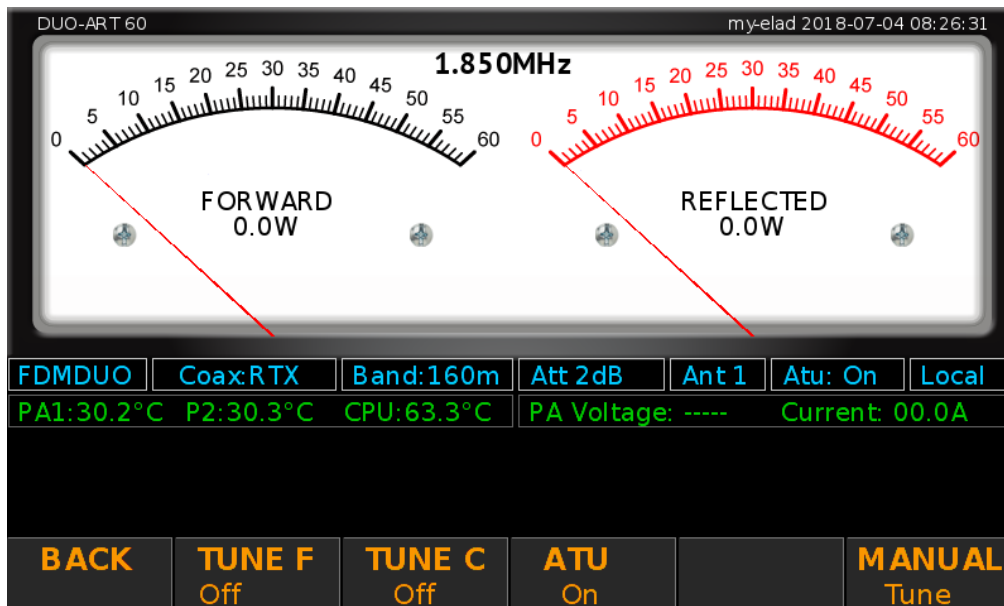 DUO-ART 60 my-elad 2018-07-04 08:26:31
1.850MHz
0 5 10 15 20 25 30 35 40 45 50 55 60
0 5 10 15 20 25 30 35 40 45 50 55 60
FORWARD REFLECTED
0.0W 0.0W
FDMDUO Coax:RTX Band:160m Att 2dB Ant 1 Atu: On Local
PA1:30.2°C P2:30.3°C CPU:63.3°C PA Voltage: ----- Current: 00.0A
BACK TUNE F TUNE C ATU MANUAL
Off Off On Tune